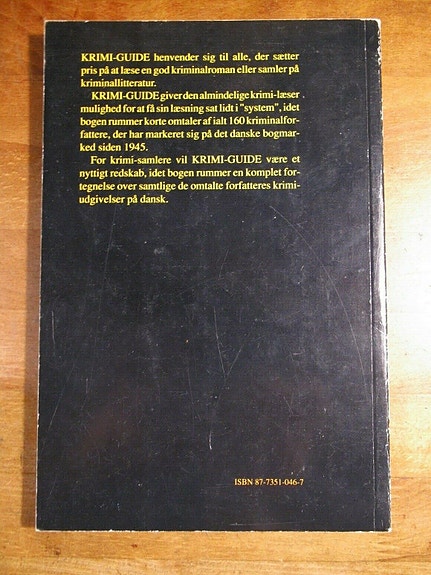 KRIMI-GUIDE henvender sig til alle, der sætter
pris på at læse en god kriminalroman eller samler på
kriminallitteratur.
KRIMI-GUIDE giver den almindelige krimi-læser
mulighed for at få sin læsning sat lidt i "system", idet
bogen rummer korte omtaler af ialt 160 kriminalfor-
fattere, der har markeret sig på det danske bogmar-
ked siden 1945.
For krimi-samlere vil KRIMI-GUIDE være et
nyttigt redskab, idet bogen rummer en komplet for-
tegnelse over samtlige de omtalte forfatteres krimi-
udgivelser på dansk.
ISBN 87-7351-046-7